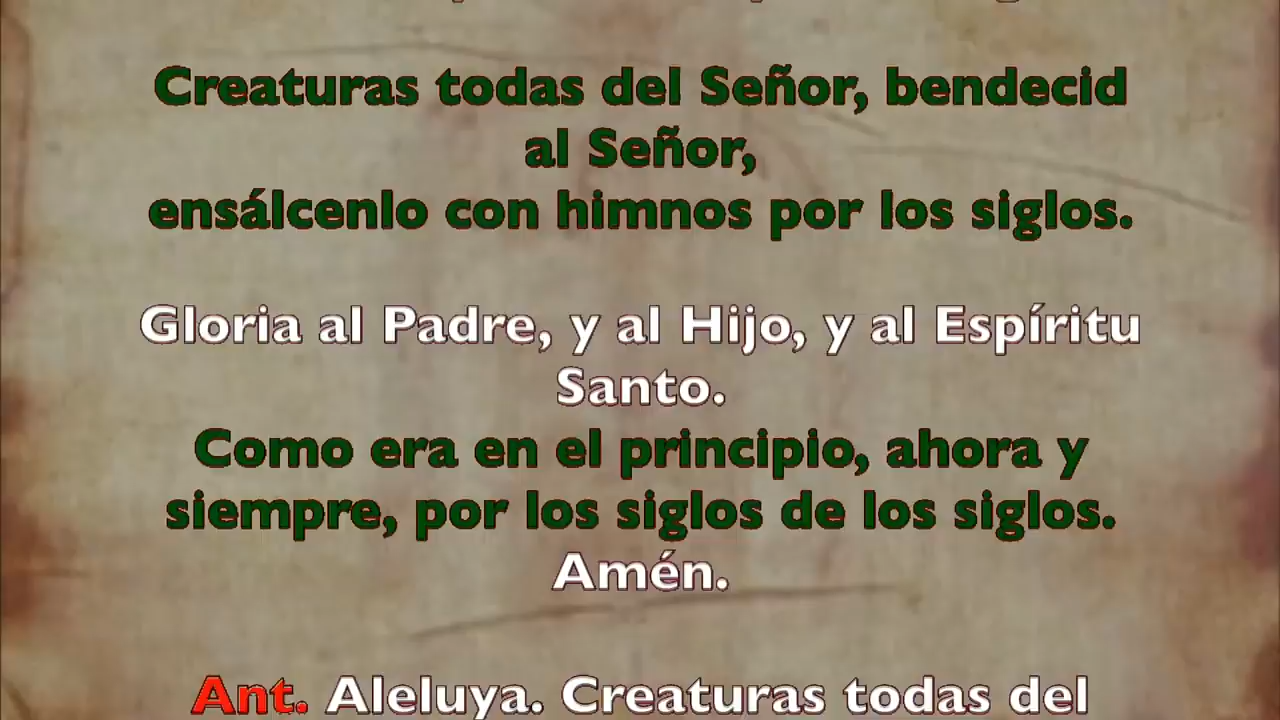 Creaturas todas del Señor, bendecid
al Señor,
ensálcenlo con himnos por los siglos.
Gloria al Padre, y al Hijo, y al Espíritu
Santo.
Como era en el principio, ahora y
siempre, por los siglos de los siglos.
Amén.
Ant. Aleluya. Creaturas todas del